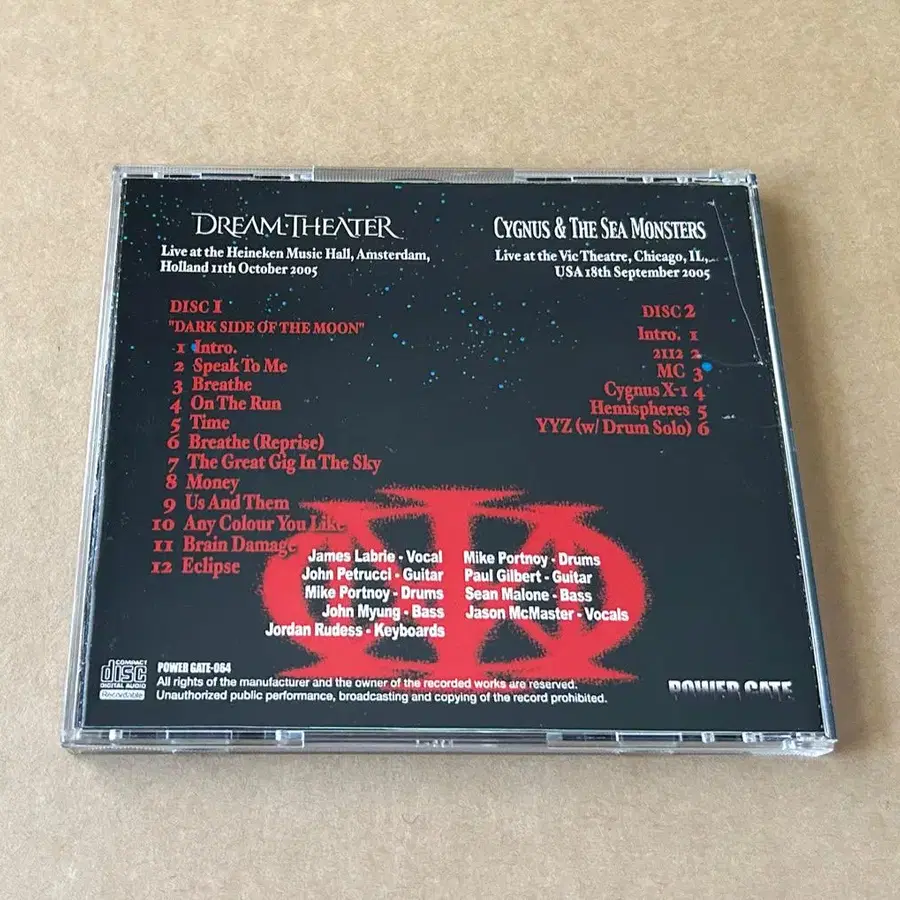 DREAM THEATER
Live at the Heineken Music Hall, Amsterdam,
Holland 11th October 2005
CYGNUS & THE SEA MONSTERS
Live at the Vic Theatre, Chicago, IL,
USA 18th September 2005
DISC 1
"DARK SIDE OF THE MOON"
1 Intro.
2 Speak To Me
3 Breathe
4 On The Run
5 Time
6 Breathe (Reprise)
7 The Great Gig In The Sky
8 Money
9 Us And Them
10 Any Colour You Like
11 Brain Damage
12 Eclipse
DISC 2
Intro. 1
2112 2
MC 3
Cygnus X-1 4
Hemispheres 5
YYZ (w/ Drum Solo) 6
James Labrie - Vocal
John Petrucci - Guitar
Mike Portnoy - Drums
John Myung - Bass
Jordan Rudess - Keyboards
Mike Portnoy - Drums
Paul Gilbert - Guitar
Sean Malone - Bass
Jason McMaster - Vocals
COMPACT
disc
DIGITAL AUDIO
Recordable
POWER GATE-064
All rights of the manufacturer and the owner of the recorded works are reserved.
Unauthorized public performance, broadcasting and copying of the record prohibited.
POWER GATE